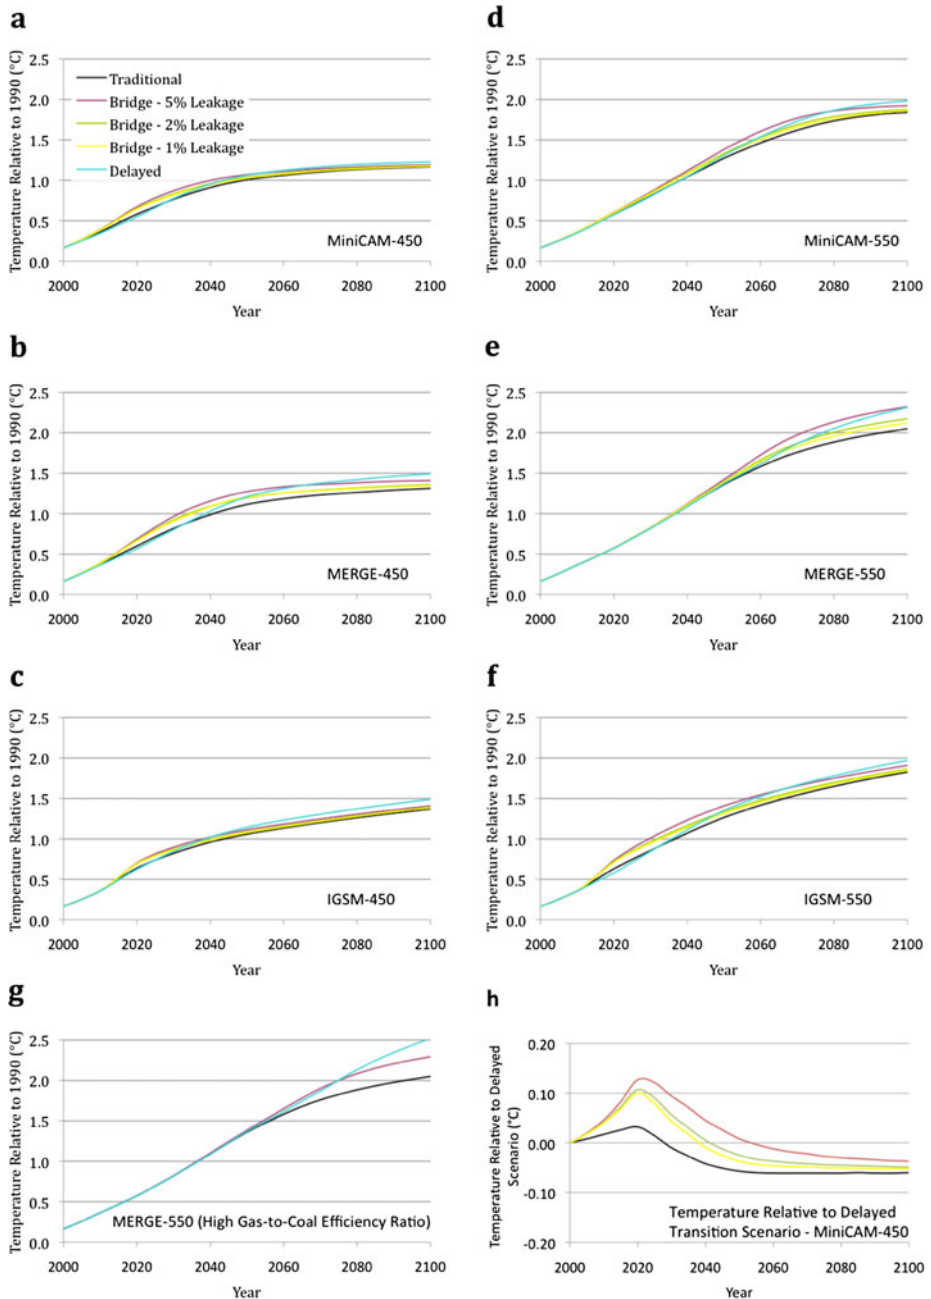 a
Temperature Relative to 1990 (°C)
2.5
2.0
1.5
1.0
0.5
0.0
Traditional
Bridge - 5% Leakage
Bridge - 2% Leakage
Bridge - 1% Leakage
Delayed
MiniCAM-450
2000 2020 2040 2060 2080 2100
Year
d
Temperature Relative to 1990 (°C)
2.5
2.0
1.5
1.0
0.5
0.0
MiniCAM-550
2000 2020 2040 2060 2080 2100
Year
b
Temperature Relative to 1990 (°C)
2.5
2.0
1.5
1.0
0.5
0.0
MERGE-450
2000 2020 2040 2060 2080 2100
Year
e
Temperature Relative to 1990 (°C)
2.5
2.0
1.5
1.0
0.5
0.0
MERGE-550
2000 2020 2040 2060 2080 2100
Year
c
Temperature Relative to 1990 (°C)
2.5
2.0
1.5
1.0
0.5
0.0
IGSM-450
2000 2020 2040 2060 2080 2100
Year
f
Temperature Relative to 1990 (°C)
2.5
2.0
1.5
1.0
0.5
0.0
IGSM-550
2000 2020 2040 2060 2080 2100
Year
g
Temperature Relative to 1990 (°C)
2.5
2.0
1.5
1.0
0.5
0.0
MERGE-550 (High Gas-to-Coal Efficiency Ratio)
2000 2020 2040 2060 2080 2100
Year
h
Temperature Relative to Delayed
Scenario (°C)
0.20
0.10
0.00
-0.10
-0.20
Temperature Relative to Delayed
Transition Scenario - MiniCAM-450
2000 2020 2040 2060 2080 2100
Year